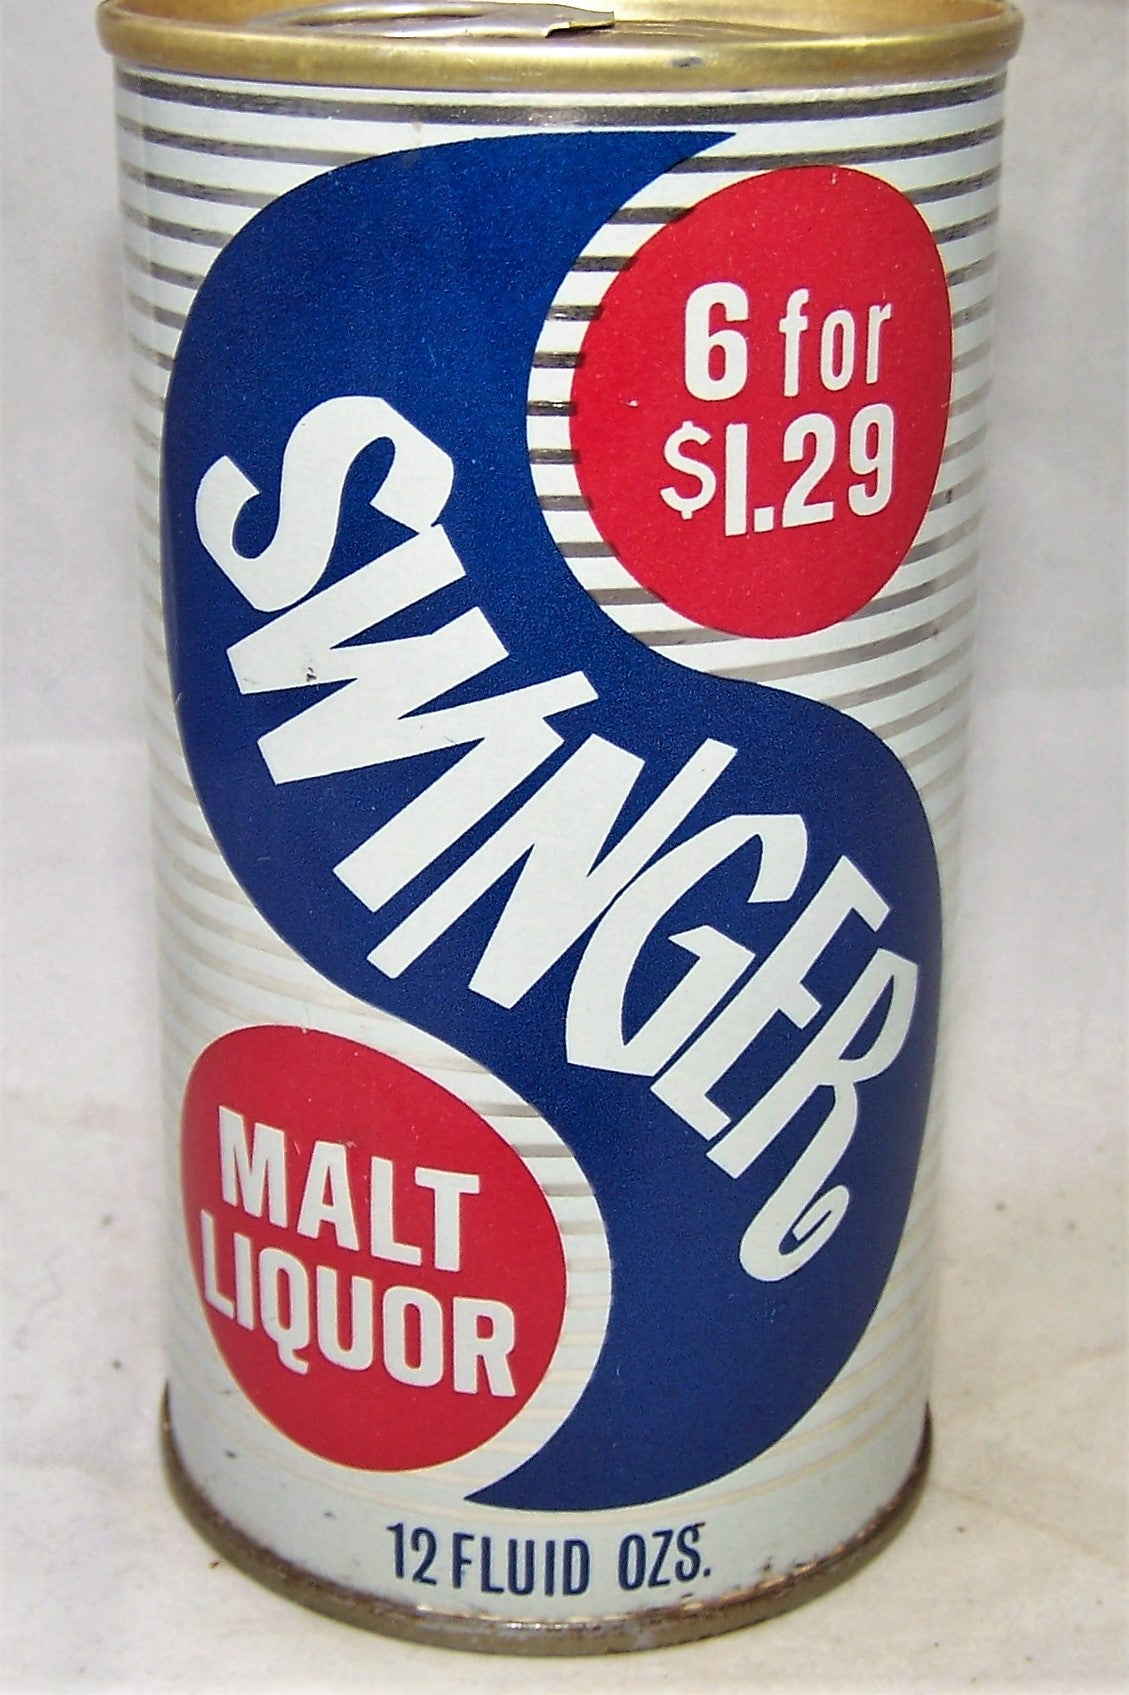 6 for
$1.29
SWINGER
MALT
LIQUOR
12 FLUID OZS.